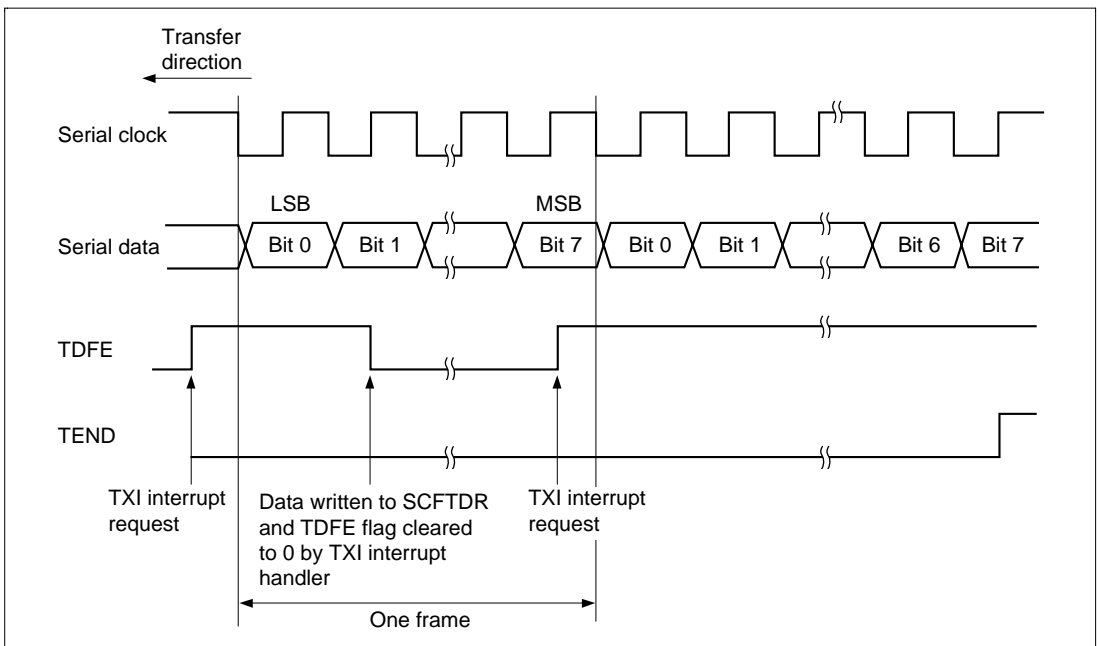 Transfer
direction
Serial clock
LSB
MSB
Serial data
Bit 0
Bit 1
Bit 7
Bit 0
Bit 1
Bit 6
Bit 7
TDFE
TEND
TXI interrupt
request
Data written to SCFTDR
and TDFE flag cleared
to 0 by TXI interrupt
handler
TXI interrupt
request
One frame